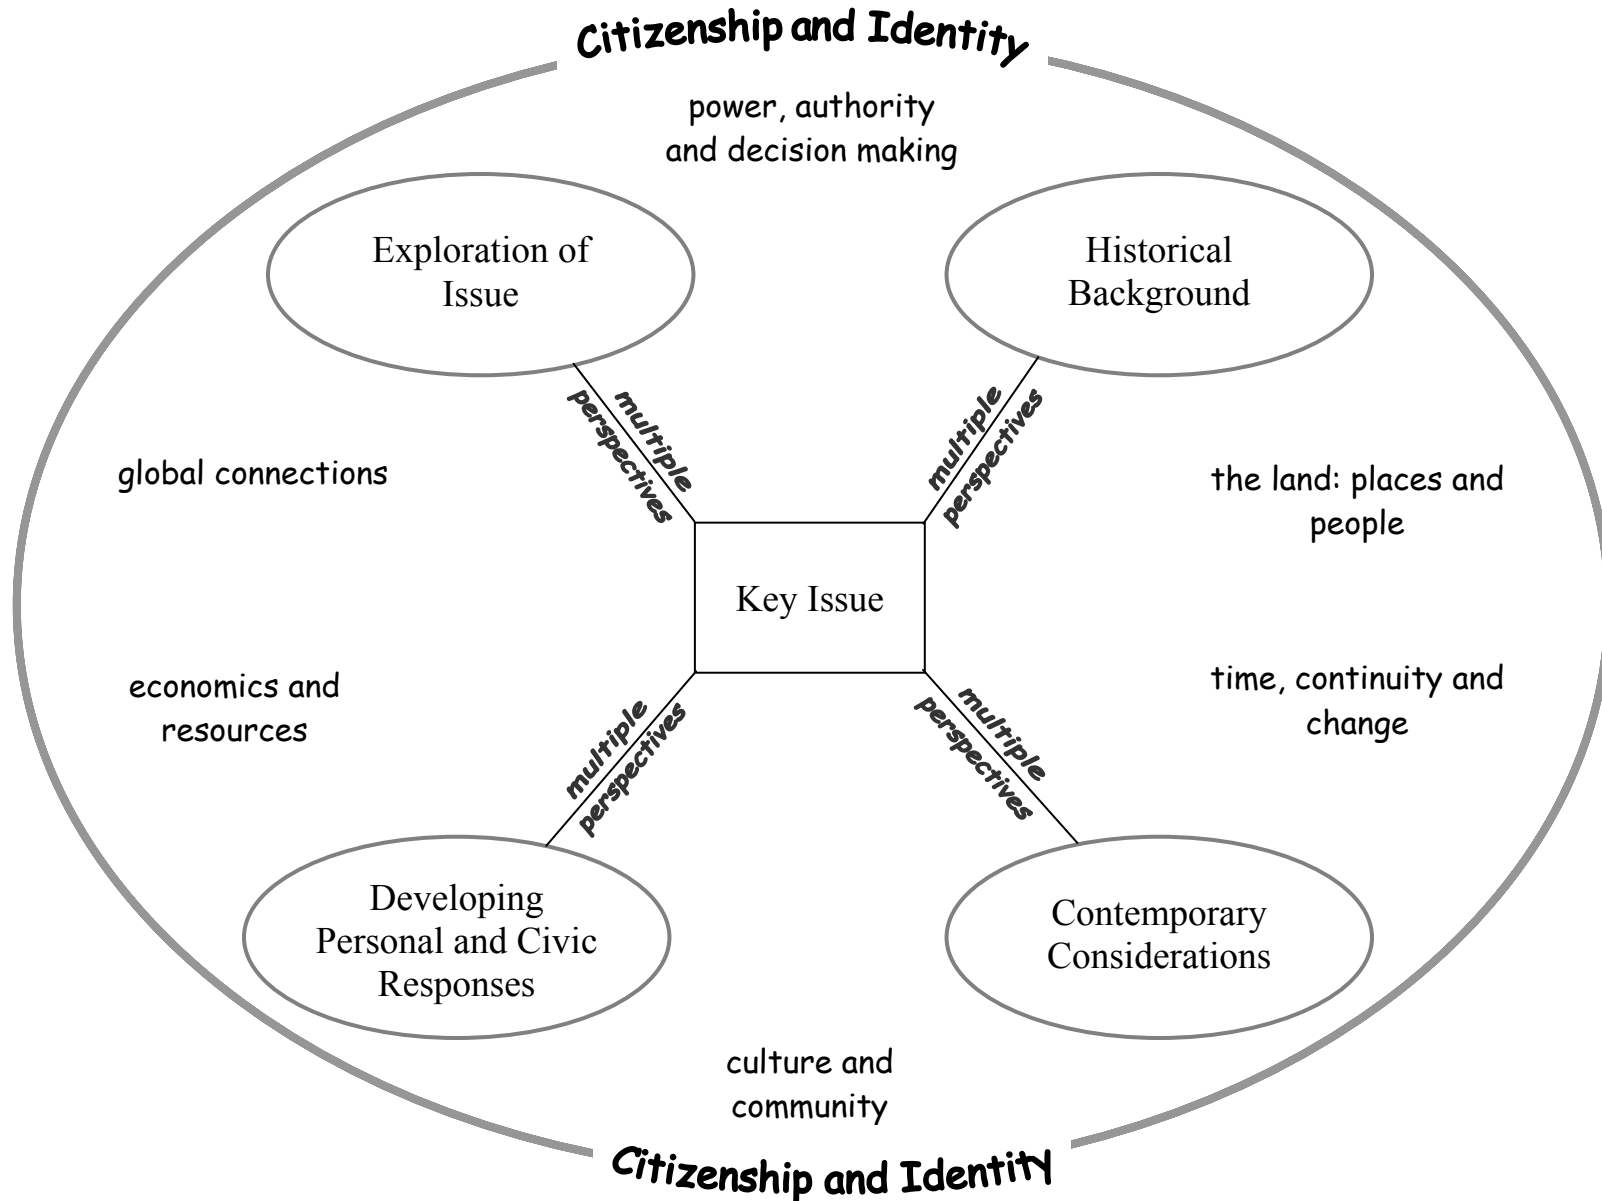 Citizenship and Identity
power, authority
and decision making
Exploration of
Issue
Historical
Background
multiple
perspectives
multiple
perspectives
global connections
the land: places and
people
Key Issue
economics and
resources
time, continuity and
change
multiple
perspectives
multiple
perspectives
Developing
Personal and Civic
Responses
Contemporary
Considerations
culture and
community
Citizenship and Identity